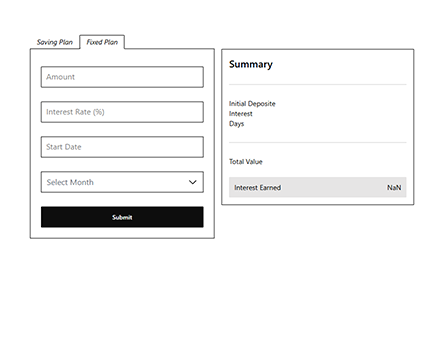 Saving Plan
Fixed Plan
Amount
Interest Rate (%)
Start Date
Select Month
Submit
Summary
Initial Deposite
Interest
Days
Total Value
Interest Earned NaN